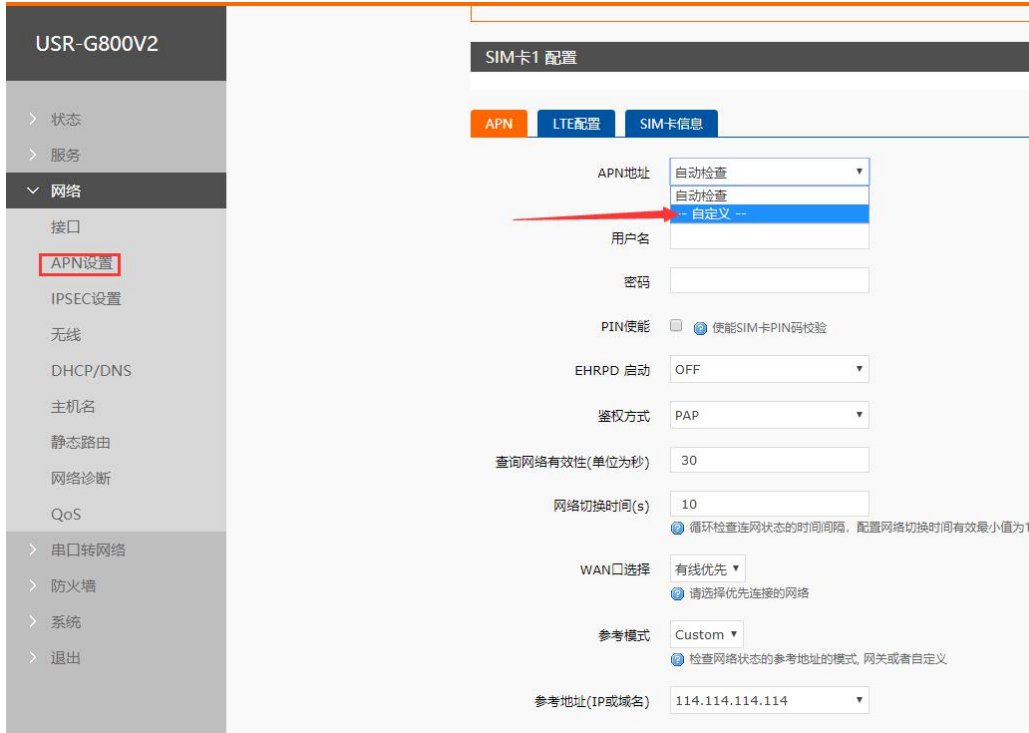 USR-G800V2
状态
服务
网络
接口
APN设置
IPSEC设置
无线
DHCP/DNS
主机名
静态路由
网络诊断
QoS
串口转网络
防火墙
系统
退出
SIM卡1 配置
APN LTE配置 SIM卡信息
APN地址 自动检查
自动检查
-- 自定义 --
用户名
密码
PIN使能 使能SIM卡PIN码校验
EHRPD 启动 OFF
鉴权方式 PAP
查询网络有效性(单位为秒) 30
网络切换时间(s) 10
循环检查连网状态的时间间隔, 配置网络切换时间有效最小值为1
WAN口选择 有线优先
请选择优先连接的网络
参考模式 Custom
检查网络状态的参考地址的模式, 网关或者自定义
参考地址(IP或域名) 114.114.114.114